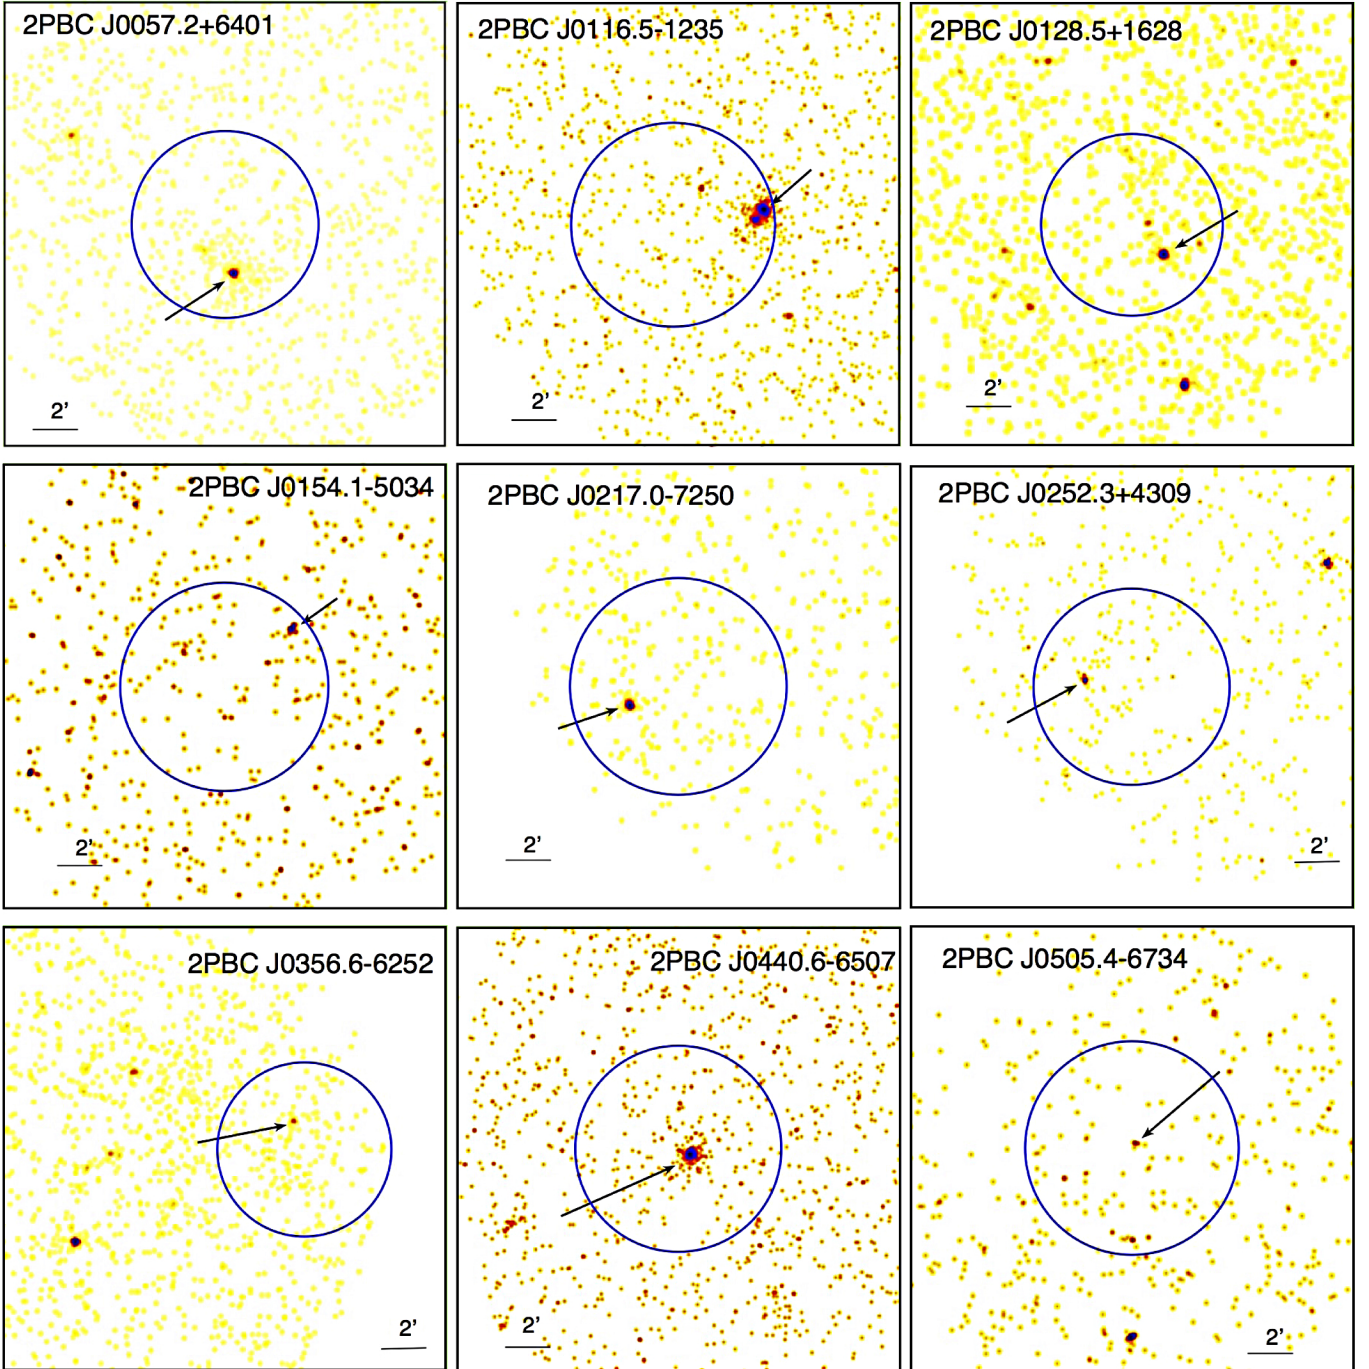 2PBC J0057.2+6401
2'
2PBC J0116.5-1235
2'
2PBC J0128.5+1628
2'
2PBC J0154.1-5034
2'
2PBC J0217.0-7250
2'
2PBC J0252.3+4309
2'
2PBC J0356.6-6252
2'
2PBC J0440.6-6507
2'
2PBC J0505.4-6734
2'